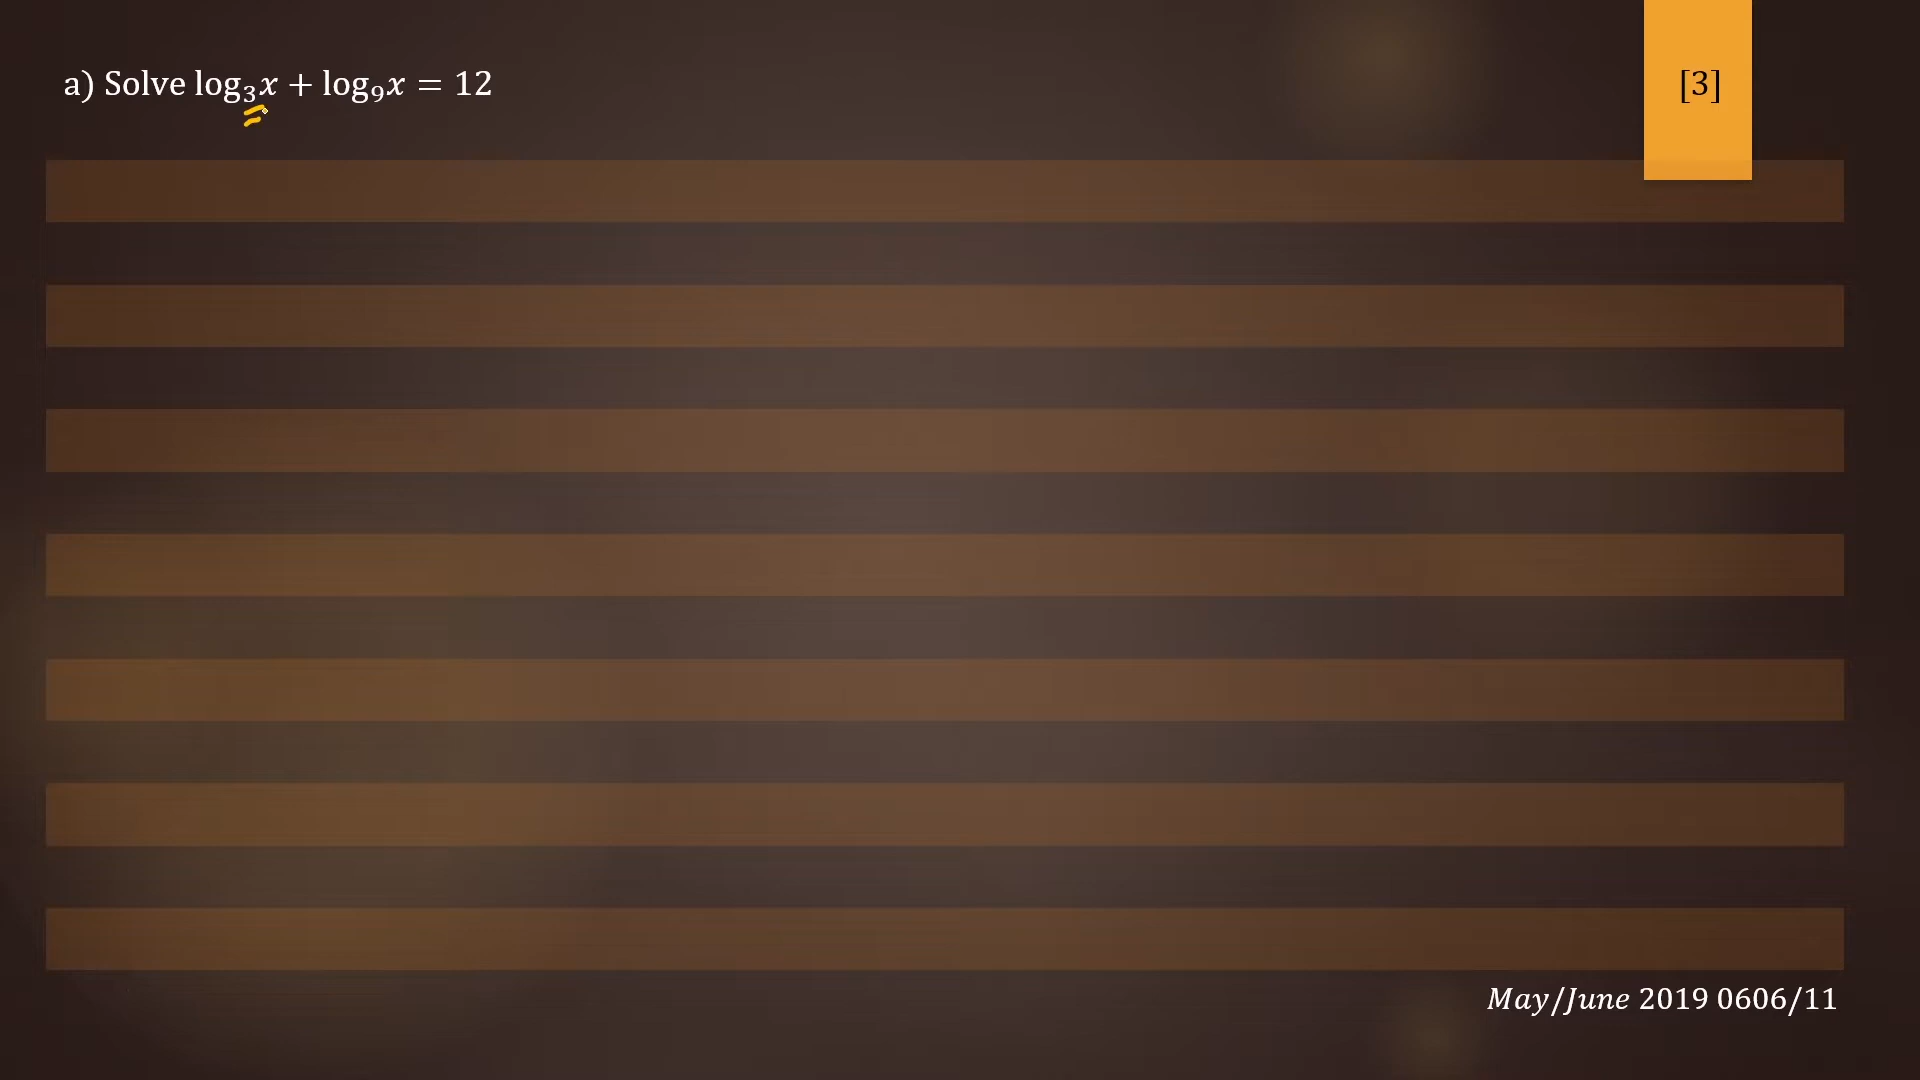 a) Solve log₃x + log₉x = 12
[3]
May/June 2019 0606/11